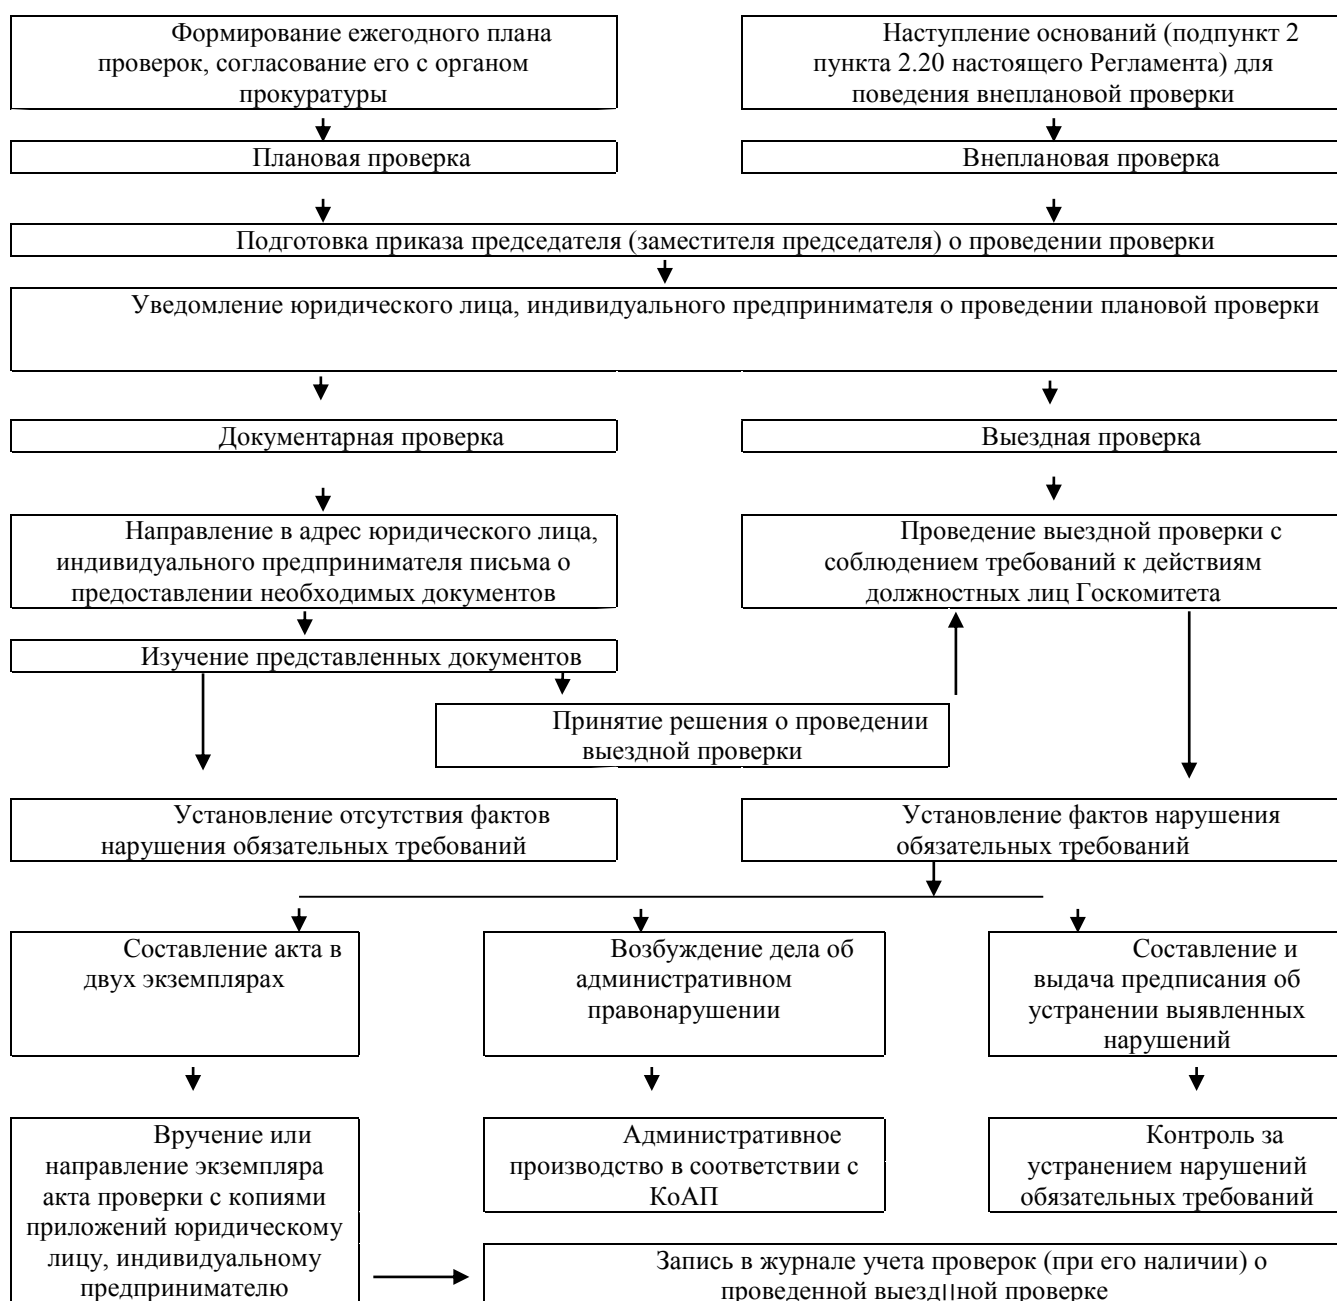 Формирование ежегодного плана
проверок, согласование его с органом
прокуратуры
Наступление оснований (подпункт 2
пункта 2.20 настоящего Регламента) для
поведения внеплановой проверки
Плановая проверка
Внеплановая проверка
Подготовка приказа председателя (заместителя председателя) о проведении проверки
Уведомление юридического лица, индивидуального предпринимателя о проведении плановой проверки
Документарная проверка
Выездная проверка
Направление в адрес юридического лица,
индивидуального предпринимателя письма о
предоставлении необходимых документов
Проведение выездной проверки с
соблюдением требований к действиям
должностных лиц Госкомитета
Изучение представленных документов
Принятие решения о проведении
выездной проверки
Установление отсутствия фактов
нарушения обязательных требований
Установление фактов нарушения
обязательных требований
Составление акта в
двух экземплярах
Возбуждение дела об
административном
правонарушении
Составление и
выдача предписания об
устранении выявленных
нарушений
Вручение или
направление экземпляра
акта проверки с копиями
приложений юридическому
лицу, индивидуальному
предпринимателю
Административное
производство в соответствии с
КоАП
Контроль за
устранением нарушений
обязательных требований
Запись в журнале учета проверок (при его наличии) о
проведенной выездной проверке